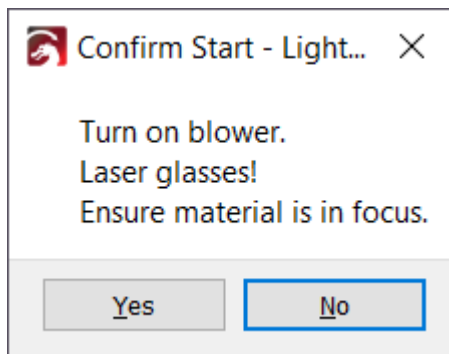 Confirm Start - Light...
Turn on blower.
Laser glasses!
Ensure material is in focus.
Yes
No